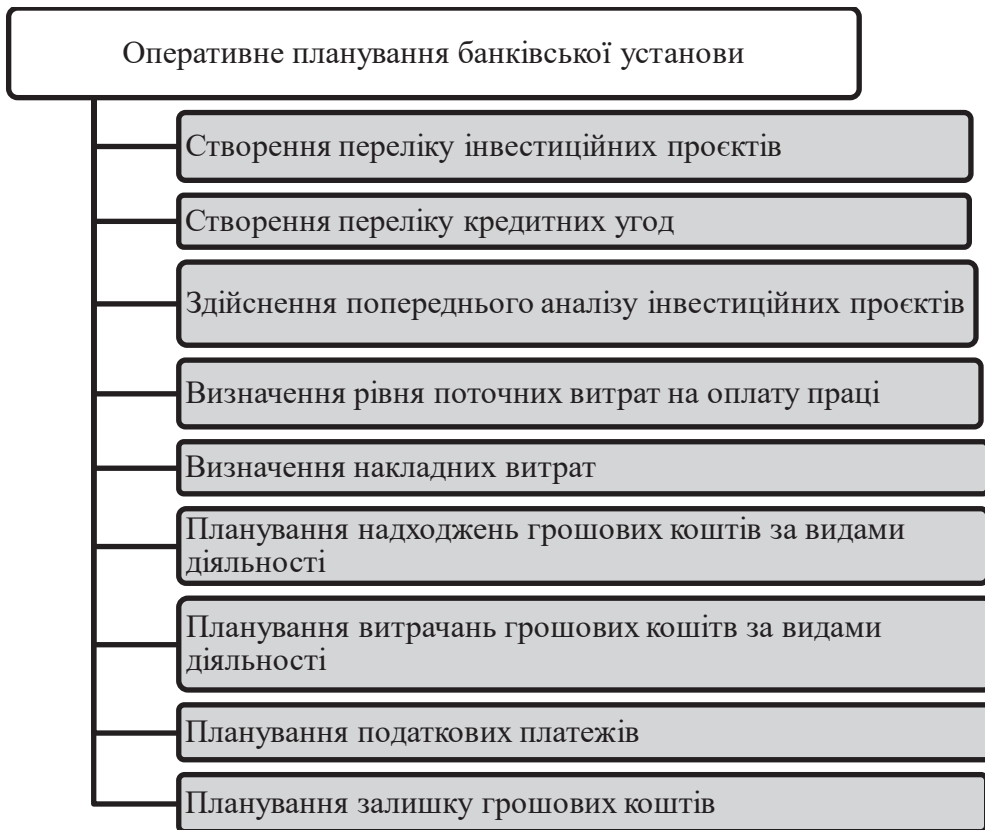 Оперативне планування банківської установи
Створення переліку інвестиційних проєктів
Створення переліку кредитних угод
Здійснення попереднього аналізу інвестиційних проєктів
Визначення рівня поточних витрат на оплату праці
Визначення накладних витрат
Планування надходжень грошових коштів за видами
діяльності
Планування витрачань грошових кошітв за видами
діяльності
Планування податкових платежів
Планування залишку грошових коштів